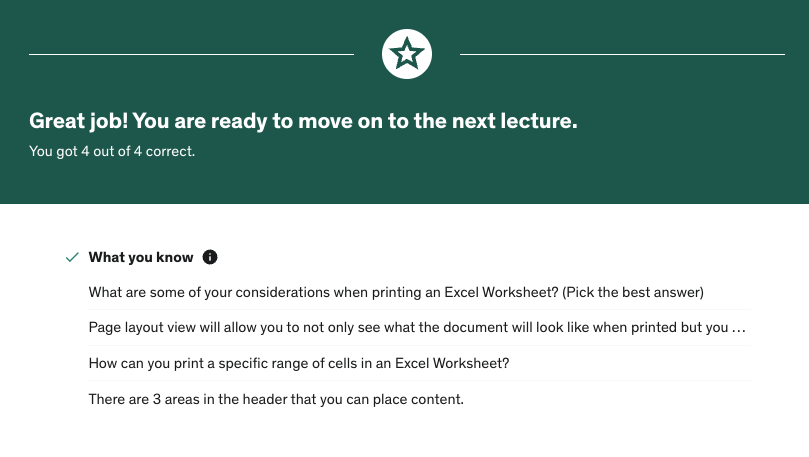 Great job! You are ready to move on to the next lecture.
You got 4 out of 4 correct.
What you know
What are some of your considerations when printing an Excel Worksheet? (Pick the best answer)
Page layout view will allow you to not only see what the document will look like when printed but you ...
How can you print a specific range of cells in an Excel Worksheet?
There are 3 areas in the header that you can place content.